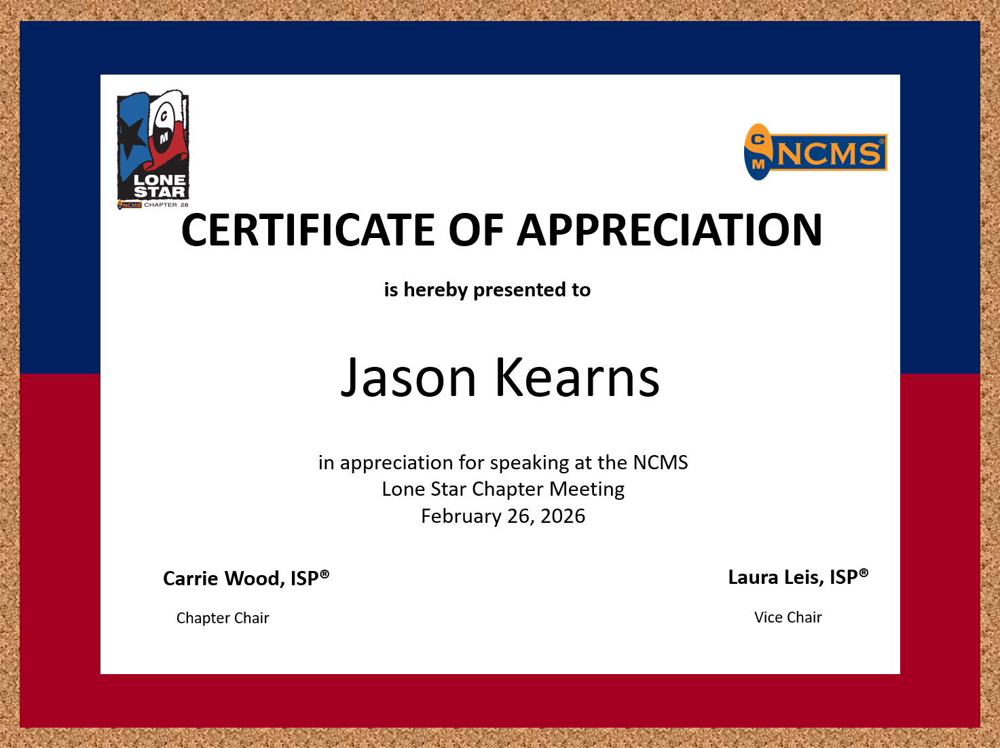 C
M
LONE
STAR
NCMS CHAPTER 28
C
M
NCMS®
CERTIFICATE OF APPRECIATION
is hereby presented to
Jason Kearns
in appreciation for speaking at the NCMS
Lone Star Chapter Meeting
February 26, 2026
Carrie Wood, ISP®
Laura Leis, ISP®
Chapter Chair
Vice Chair